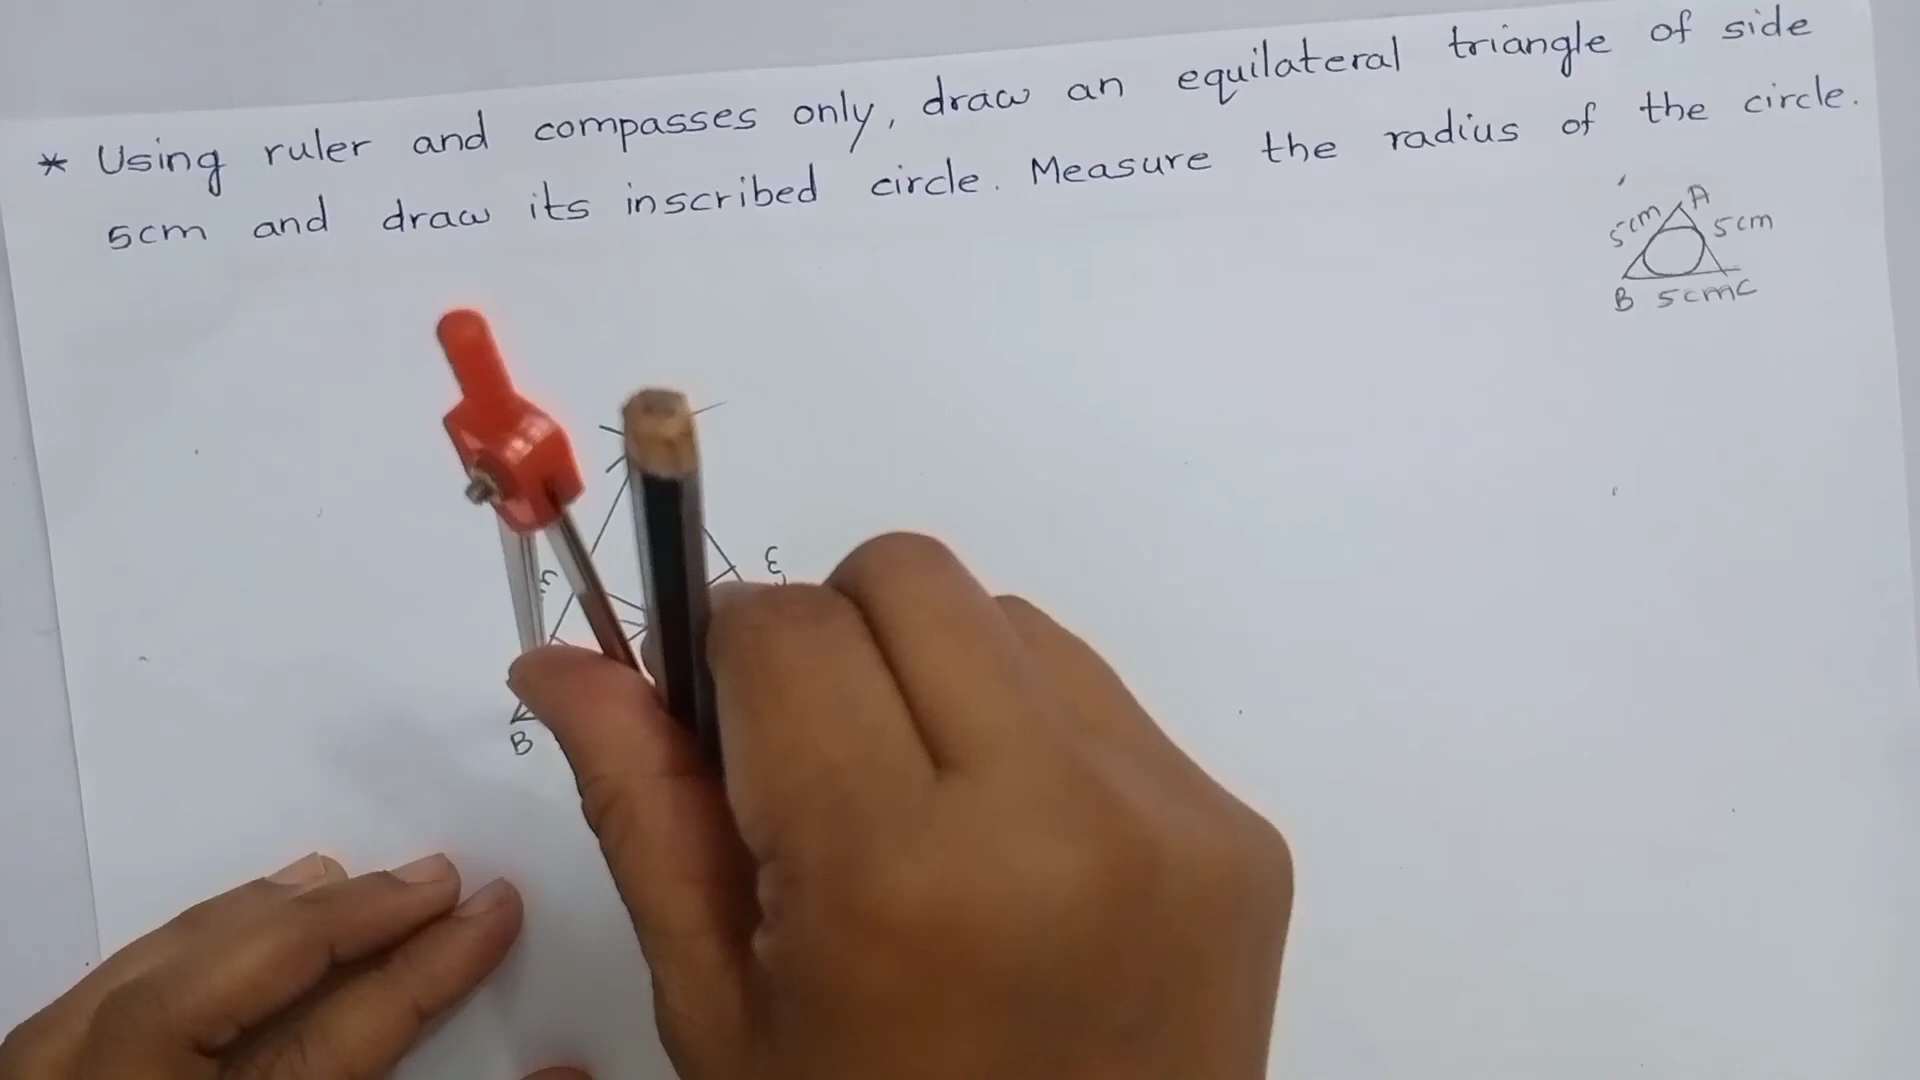 * Using ruler and compasses only, draw an equilateral triangle of side
5cm and draw its inscribed circle. Measure the radius of the circle.
A
5cm
5cm
B 5cm C
B